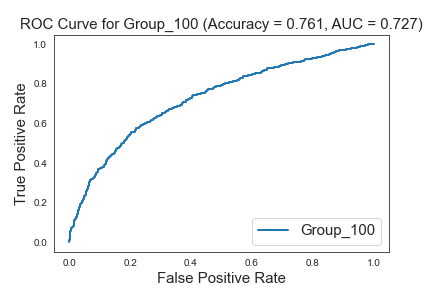 ROC Curve for Group_100 (Accuracy = 0.761, AUC = 0.727)
1.0
0.8
0.6
0.4
0.2
0.0
True Positive Rate
Group_100
0.0 0.2 0.4 0.6 0.8 1.0
False Positive Rate